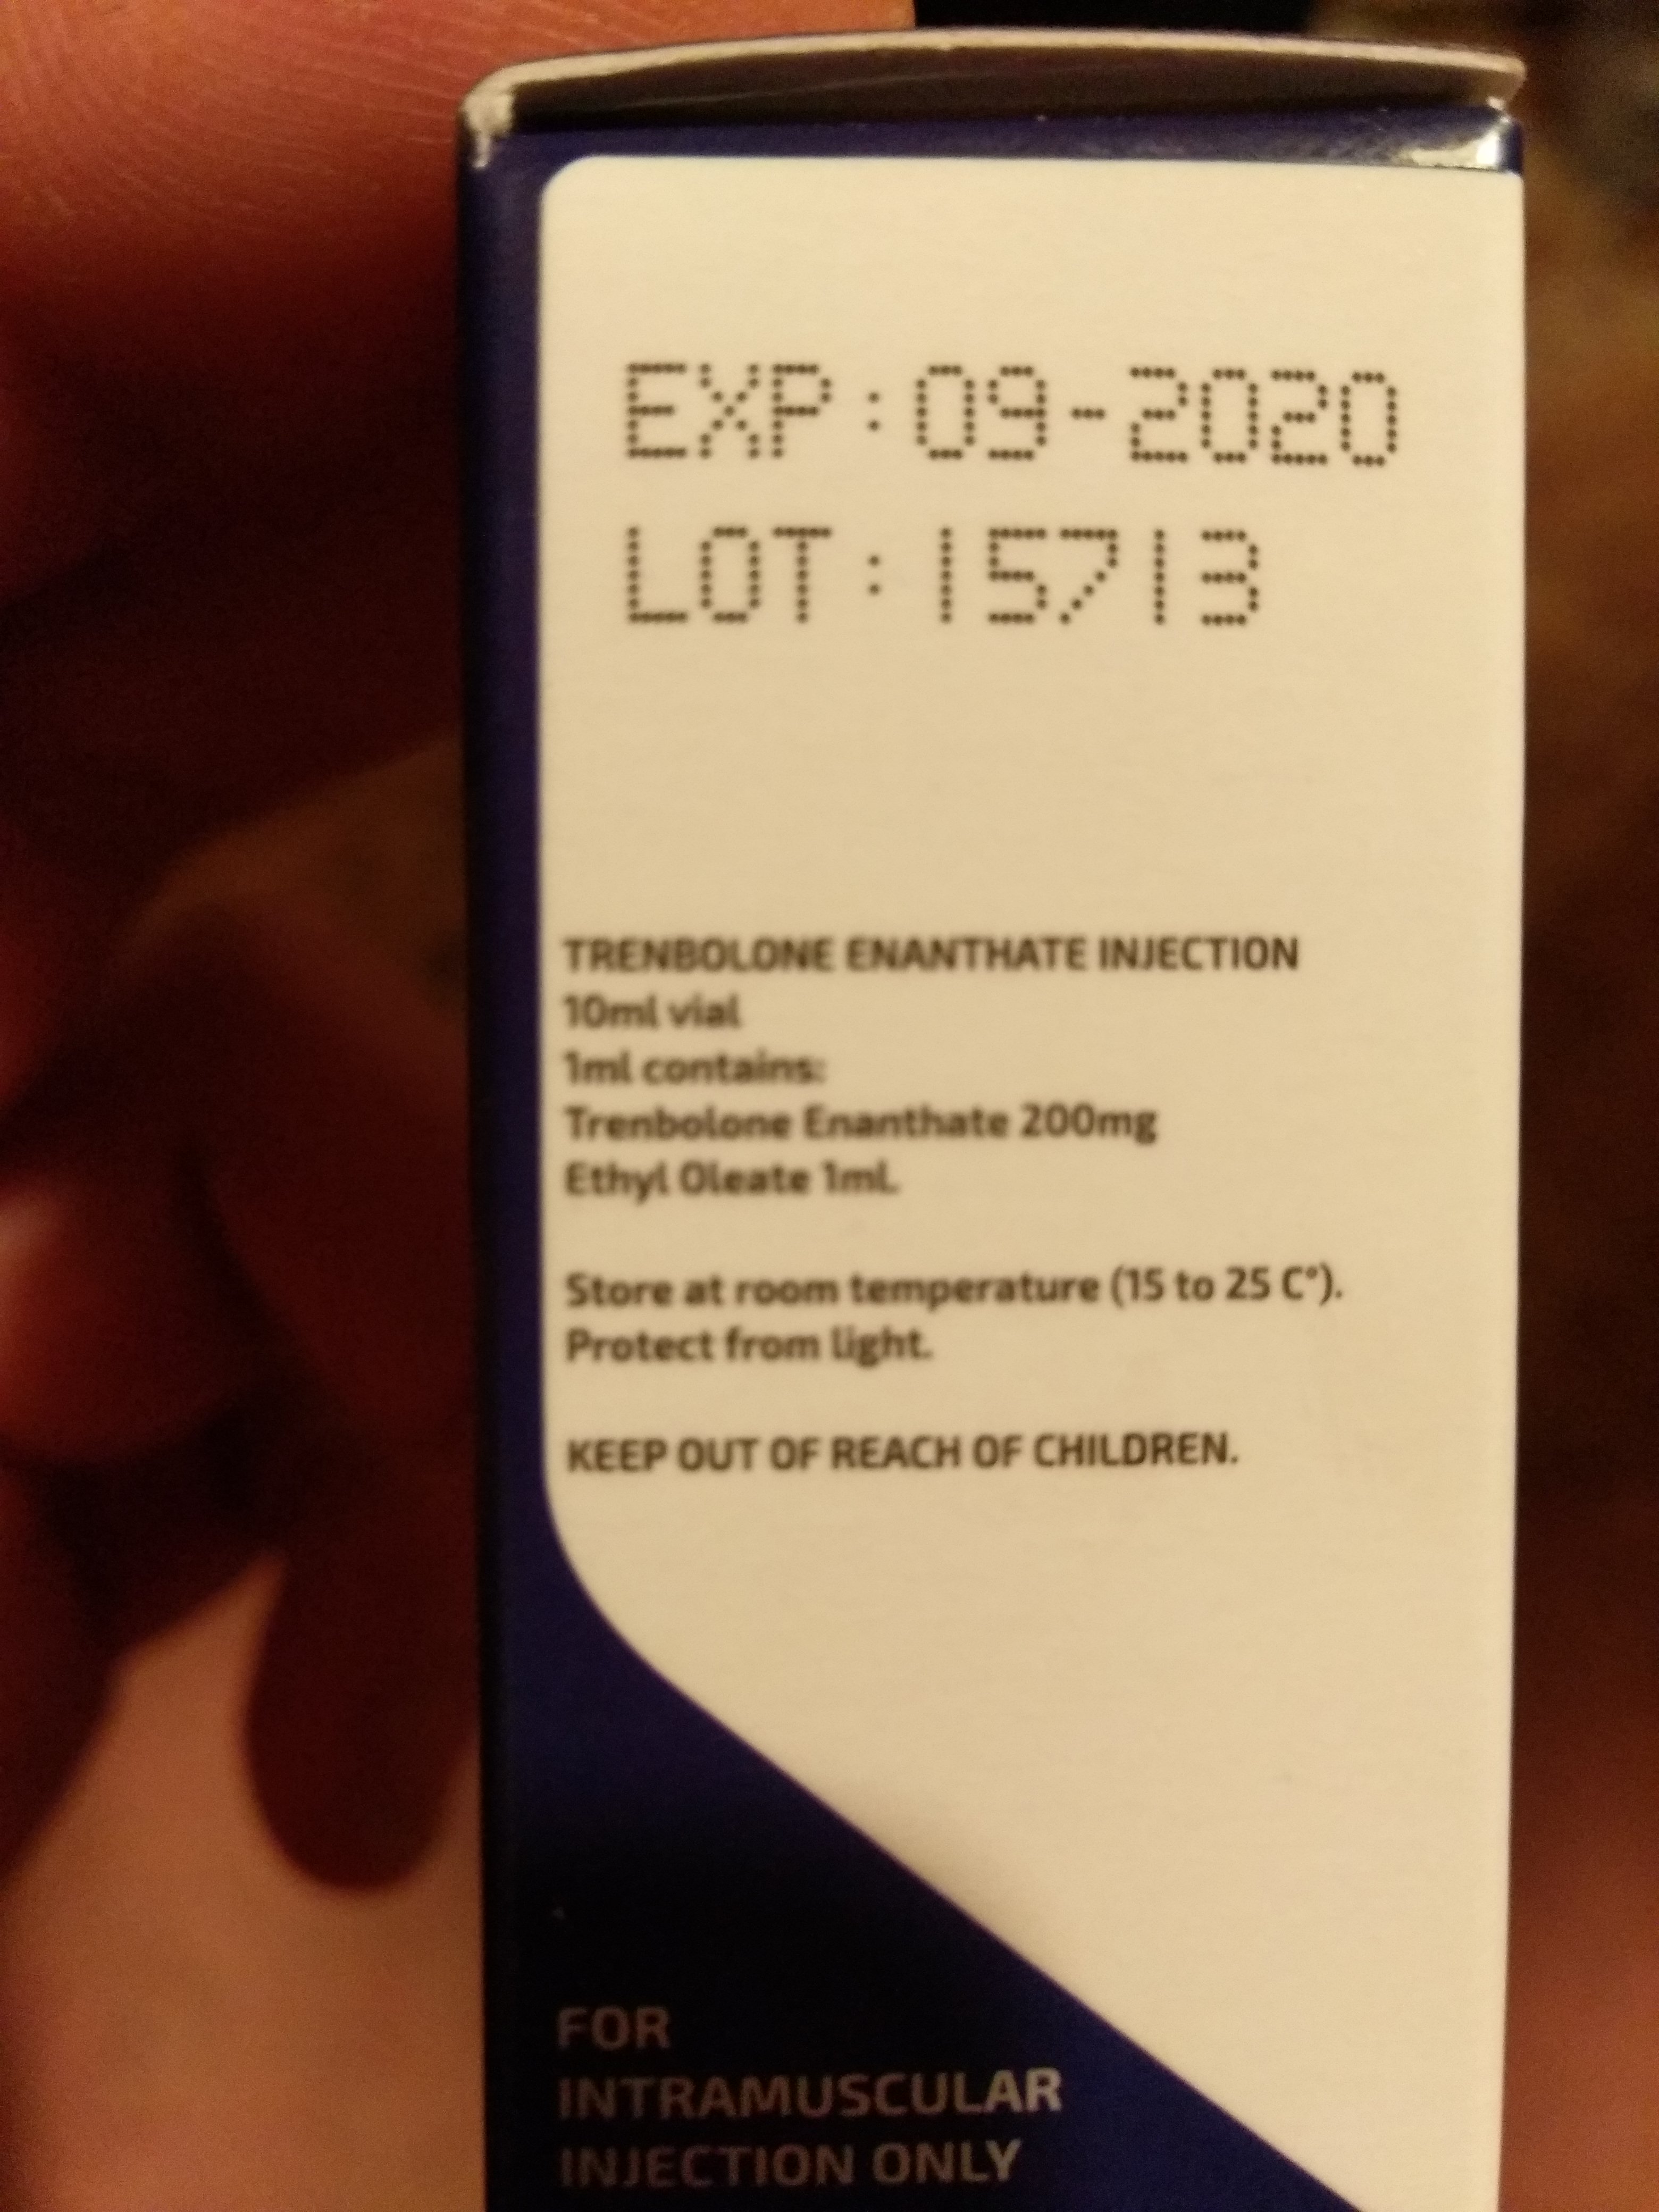 EXP:09-2020
LOT:15713
TRENBOLONE ENANTHATE INJECTION
10ml vial
1ml contains:
Trenbolone Enanthate 200mg
Ethyl Oleate 1ml.
Store at room temperature (15 to 25 C°).
Protect from light.
KEEP OUT OF REACH OF CHILDREN.
FOR
INTRAMUSCULAR
INJECTION ONLY